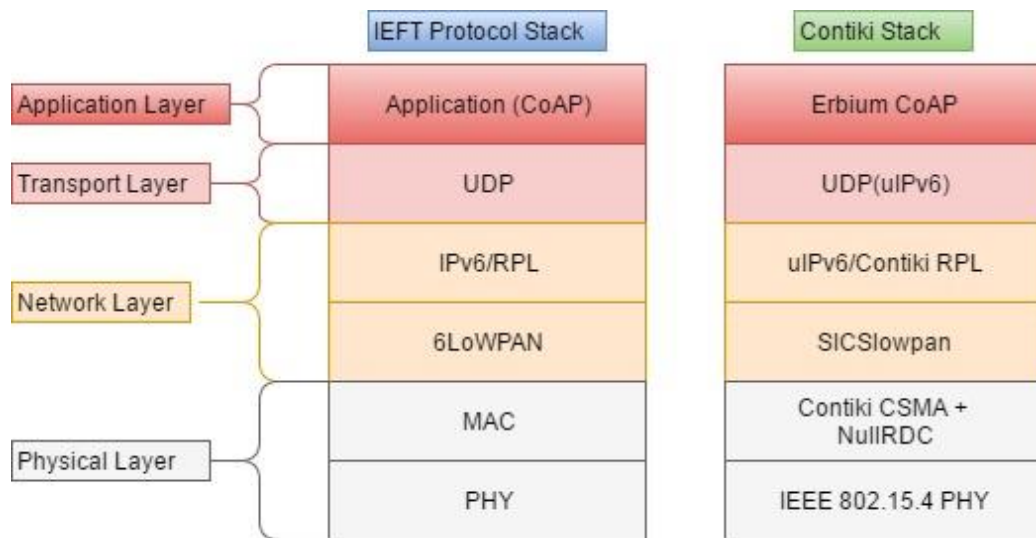 IEFT Protocol Stack
Contiki Stack
Application Layer
Application (CoAP)
Erbium CoAP
Transport Layer
UDP
UDP(uIPv6)
Network Layer
IPv6/RPL
uIPv6/Contiki RPL
6LoWPAN
SICSlowpan
Physical Layer
MAC
Contiki CSMA +
NullRDC
PHY
IEEE 802.15.4 PHY